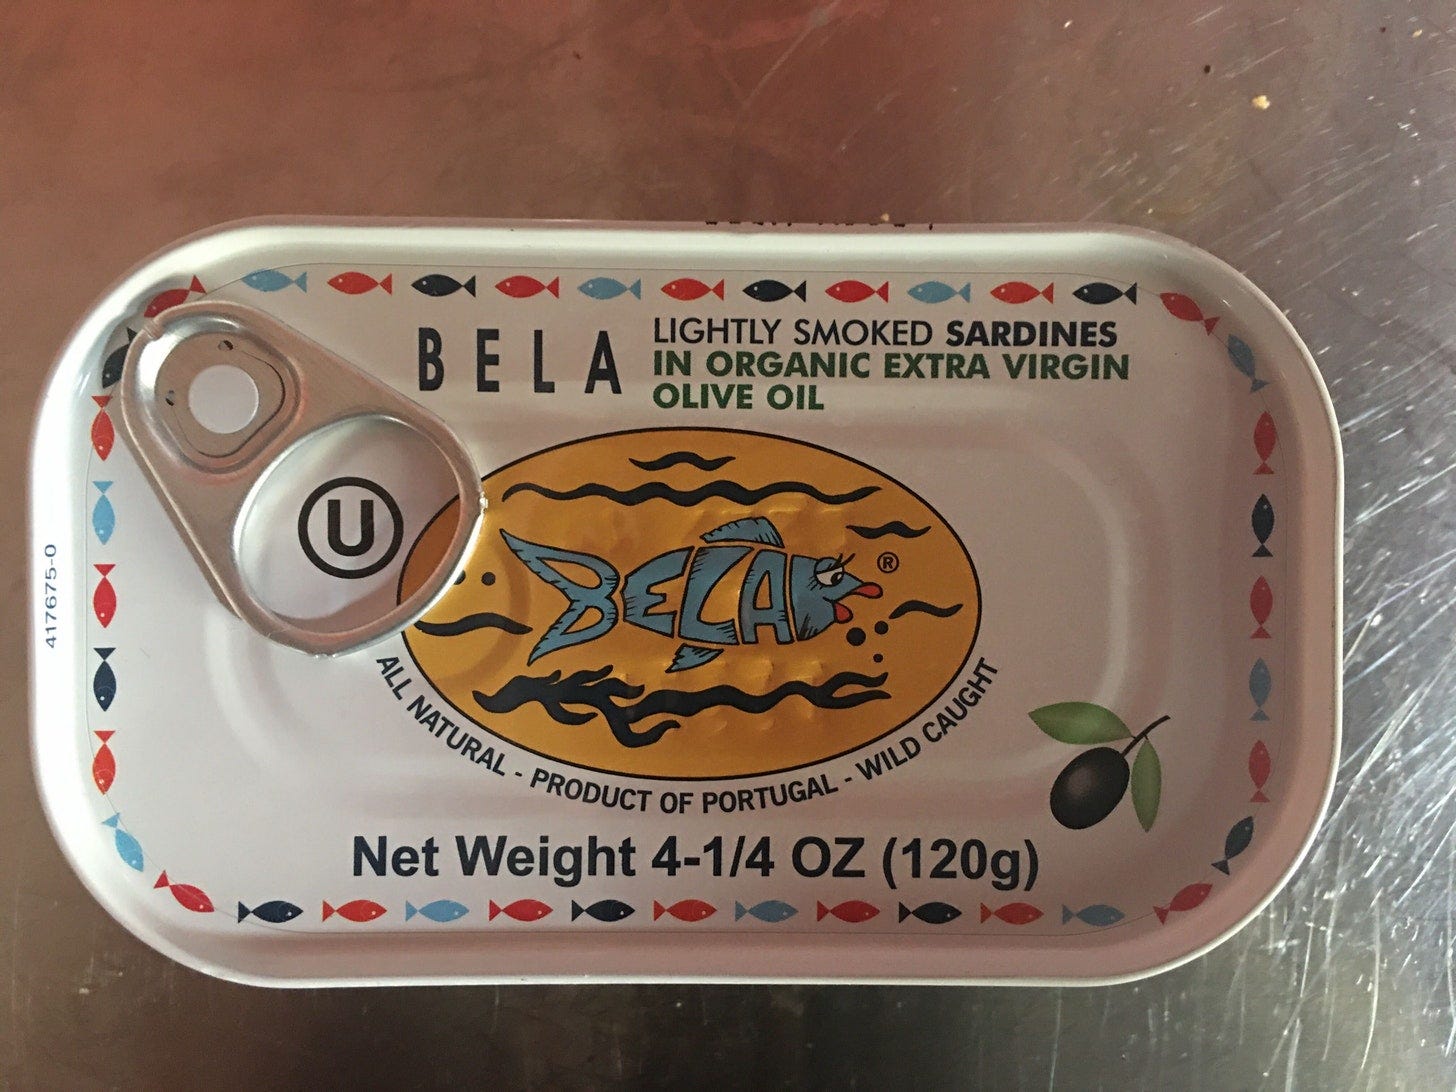 BELA
LIGHTLY SMOKED SARDINES
IN ORGANIC EXTRA VIRGIN
OLIVE OIL
U
BELA
®
ALL NATURAL - PRODUCT OF PORTUGAL - WILD CAUGHT
Net Weight 4-1/4 OZ (120g)
417675-0